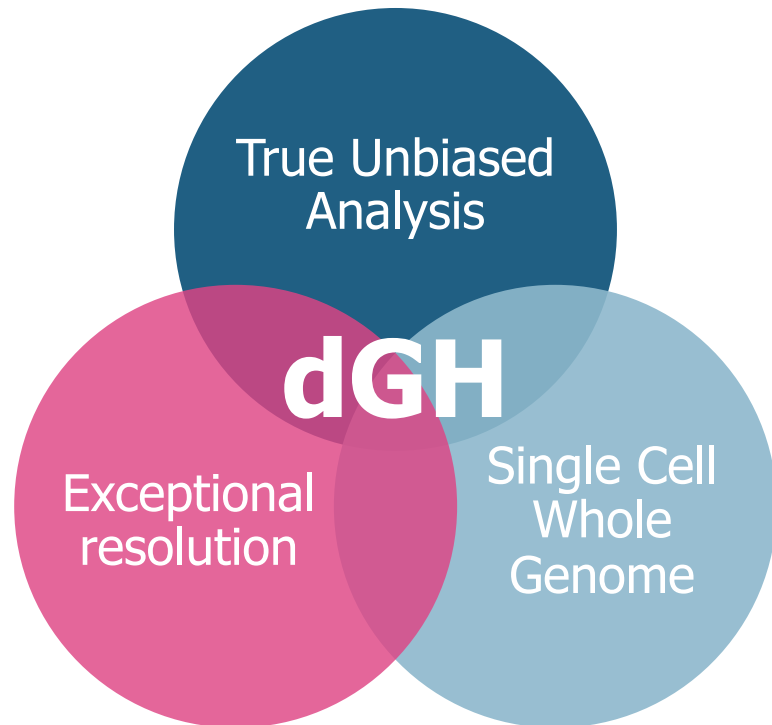 True Unbiased
Analysis
dGH
Exceptional
resolution
Single Cell
Whole
Genome